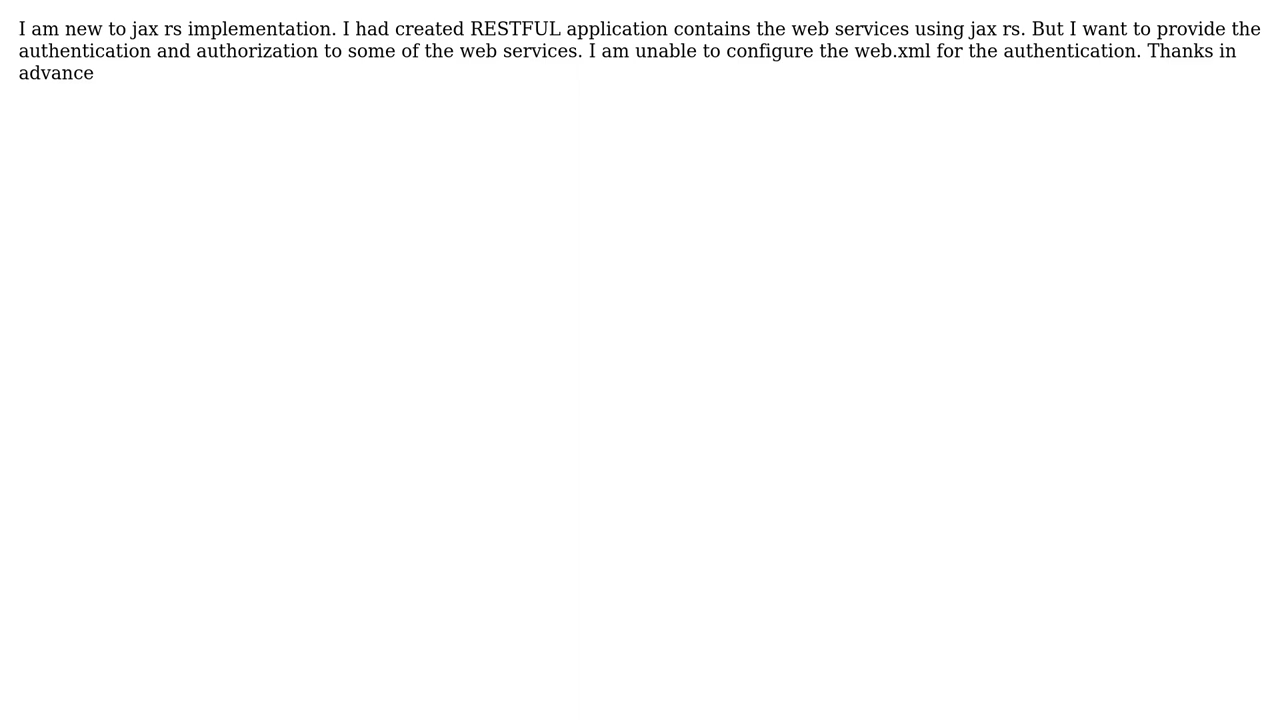 I am new to jax rs implementation. I had created RESTFUL application contains the web services using jax rs. But I want to provide the
authentication and authorization to some of the web services. I am unable to configure the web.xml for the authentication. Thanks in
advance